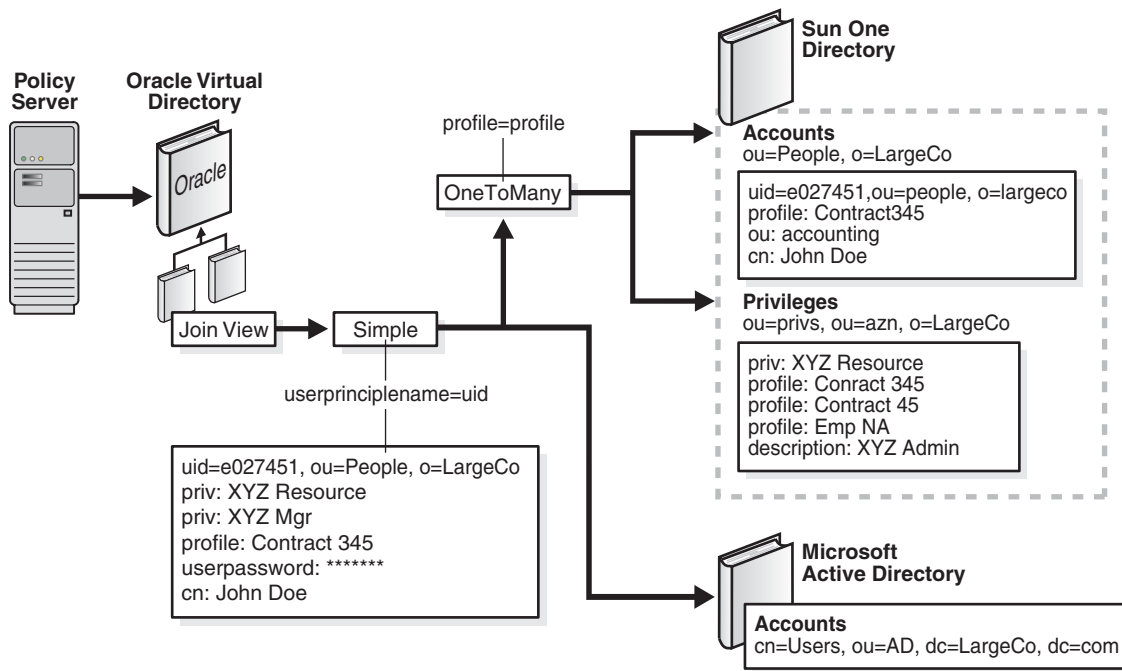 Policy
Server
Oracle Virtual
Directory
Oracle
Join View
Simple
userprinciplename=uid
uid=e027451, ou=People, o=LargeCo
priv: XYZ Resource
priv: XYZ Mgr
profile: Contract 345
userpassword: *******
cn: John Doe
profile=profile
OneToMany
Sun One
Directory
Accounts
ou=People, o=LargeCo
uid=e027451,ou=people, o=largeco
profile: Contract345
ou: accounting
cn: John Doe
Privileges
ou=privs, ou=azn, o=LargeCo
priv: XYZ Resource
profile: Conract 345
profile: Contract 45
profile: Emp NA
description: XYZ Admin
Microsoft
Active Directory
Accounts
cn=Users, ou=AD, dc=LargeCo, dc=com